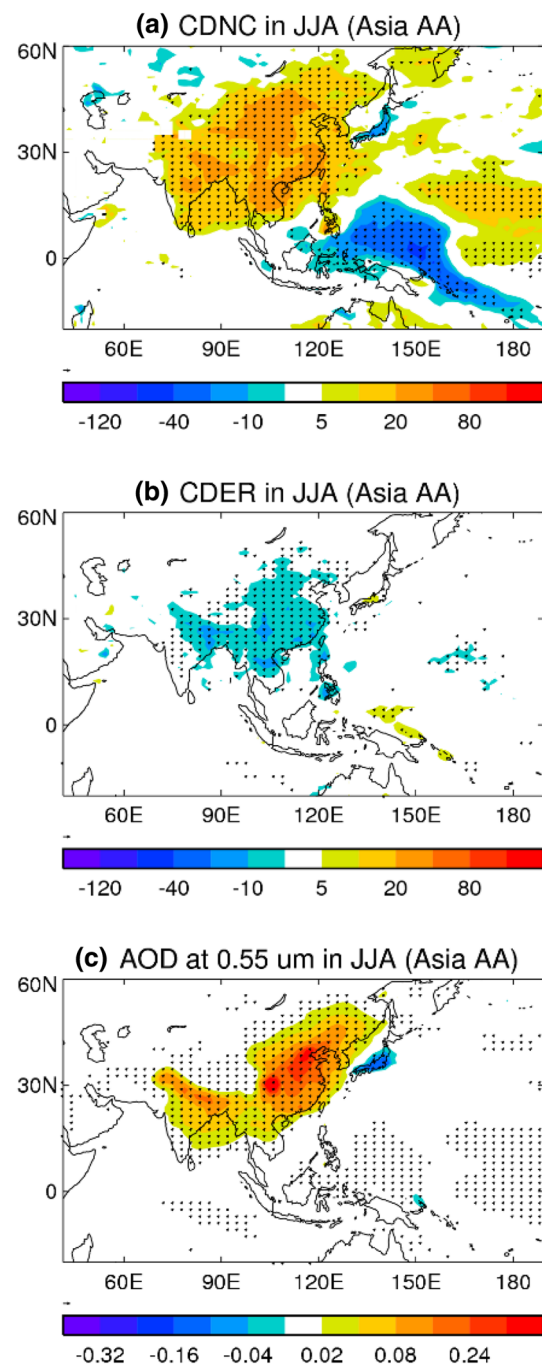 (a) CDNC in JJA (Asia AA)
60N
30N
0
60E 90E 120E 150E 180
-120 -40 -10 5 20 80
(b) CDER in JJA (Asia AA)
60N
30N
0
60E 90E 120E 150E 180
-120 -40 -10 5 20 80
(c) AOD at 0.55 um in JJA (Asia AA)
60N
30N
0
60E 90E 120E 150E 180
-0.32 -0.16 -0.04 0.02 0.08 0.24